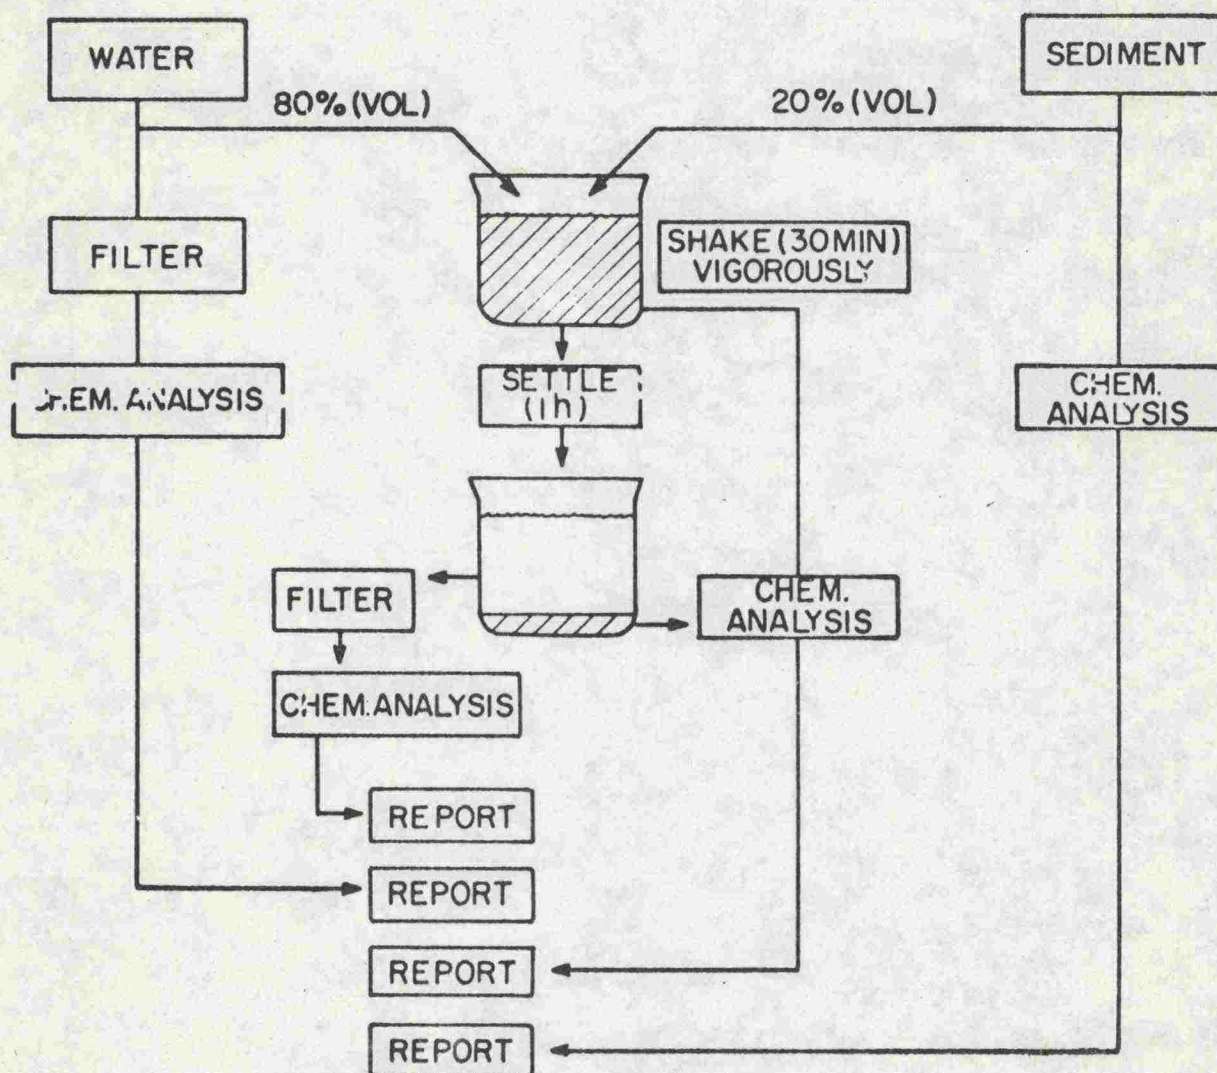 WATER
SEDIMENT
80% (VOL)
20% (VOL)
FILTER
SHAKE (30MIN)
VIGOROUSLY
SETTLE
(1h)
CHEM. ANALYSIS
CHEM.
ANALYSIS
FILTER
CHEM.
ANALYSIS
CHEM. ANALYSIS
REPORT
REPORT
REPORT
REPORT